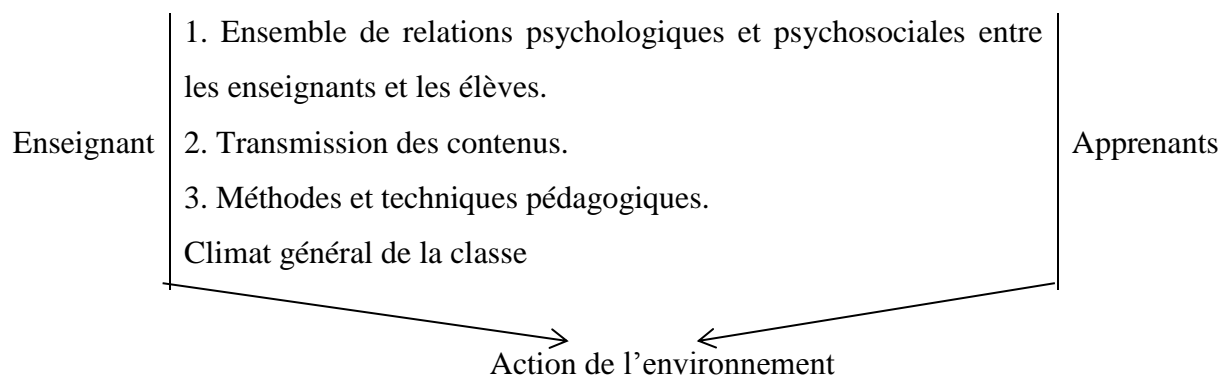 1. Ensemble de relations psychologiques et psychosociales entre
les enseignants et les élèves.
Enseignant 2. Transmission des contenus. Apprenants
3. Méthodes et techniques pédagogiques.
Climat général de la classe
Action de l’environnement